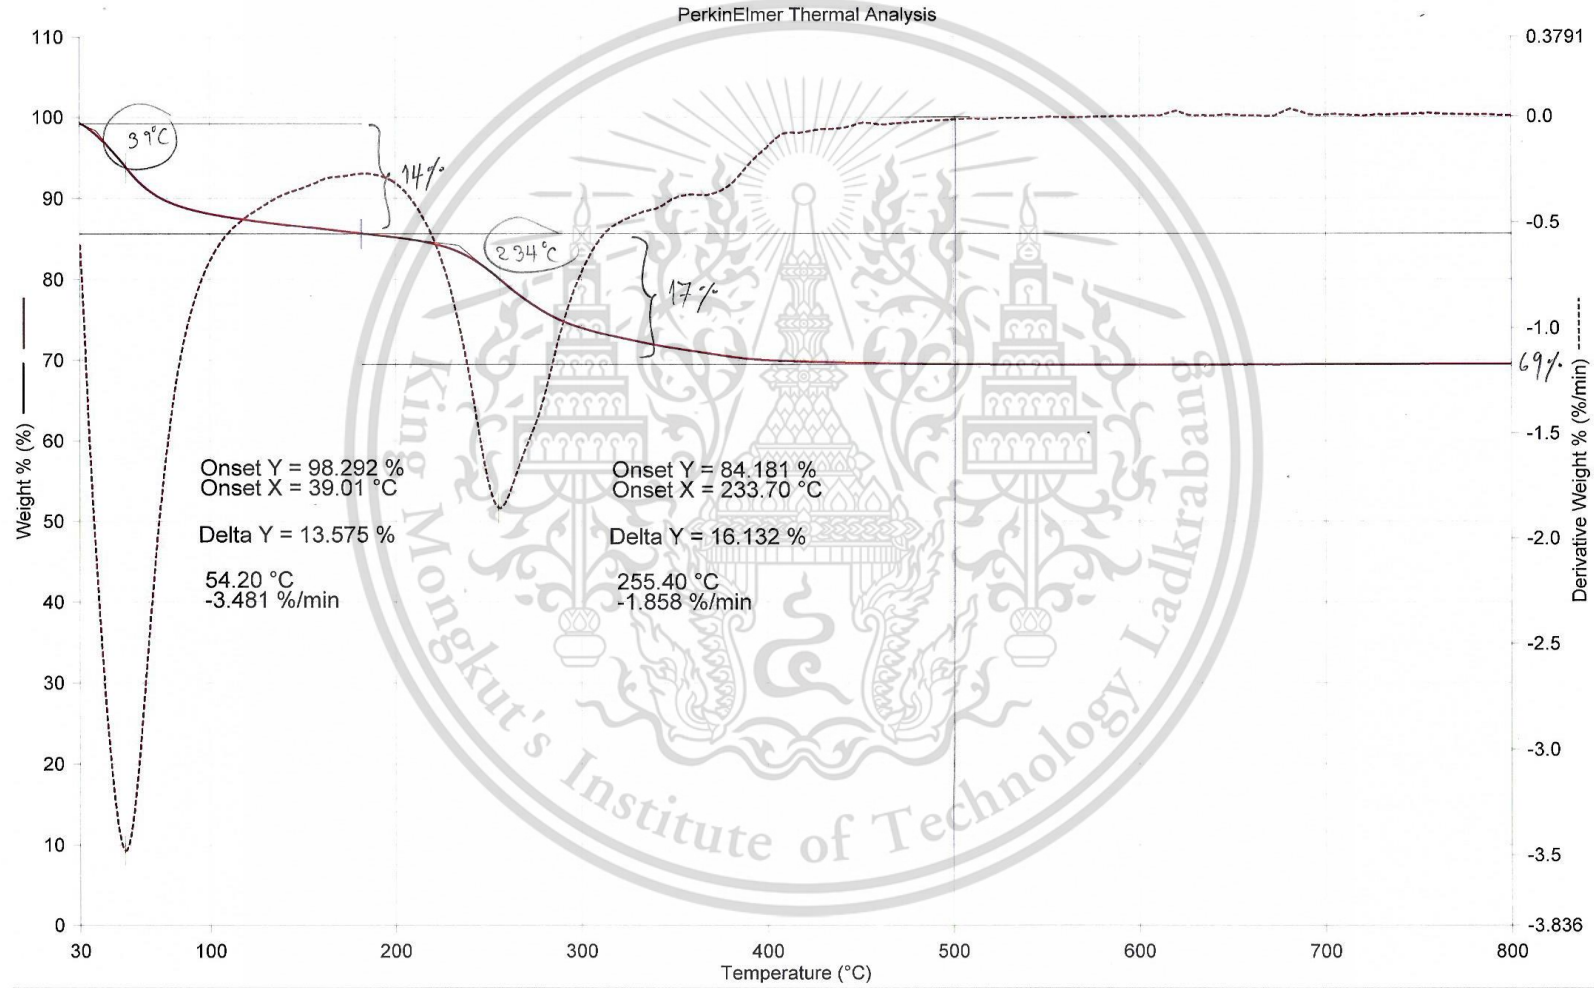 PerkinElmer Thermal Analysis
110
100
90
80
70
60
50
40
30
20
10
0
Weight % (%)
0.3791
0.0
-0.5
-1.0
-1.5
-2.0
-2.5
-3.0
-3.5
-3.836
Derivative Weight % (%/min)
39°C
14%
234°C
17%
69%
Onset Y = 98.292 %
Onset X = 39.01 °C
Delta Y = 13.575 %
54.20 °C
-3.481 %/min
Onset Y = 84.181 %
Onset X = 233.70 °C
Delta Y = 16.132 %
255.40 °C
-1.858 %/min
King Mongkut's Institute of Technology Ladkrabang
30
100
200
300
400
500
600
700
800
Temperature (°C)